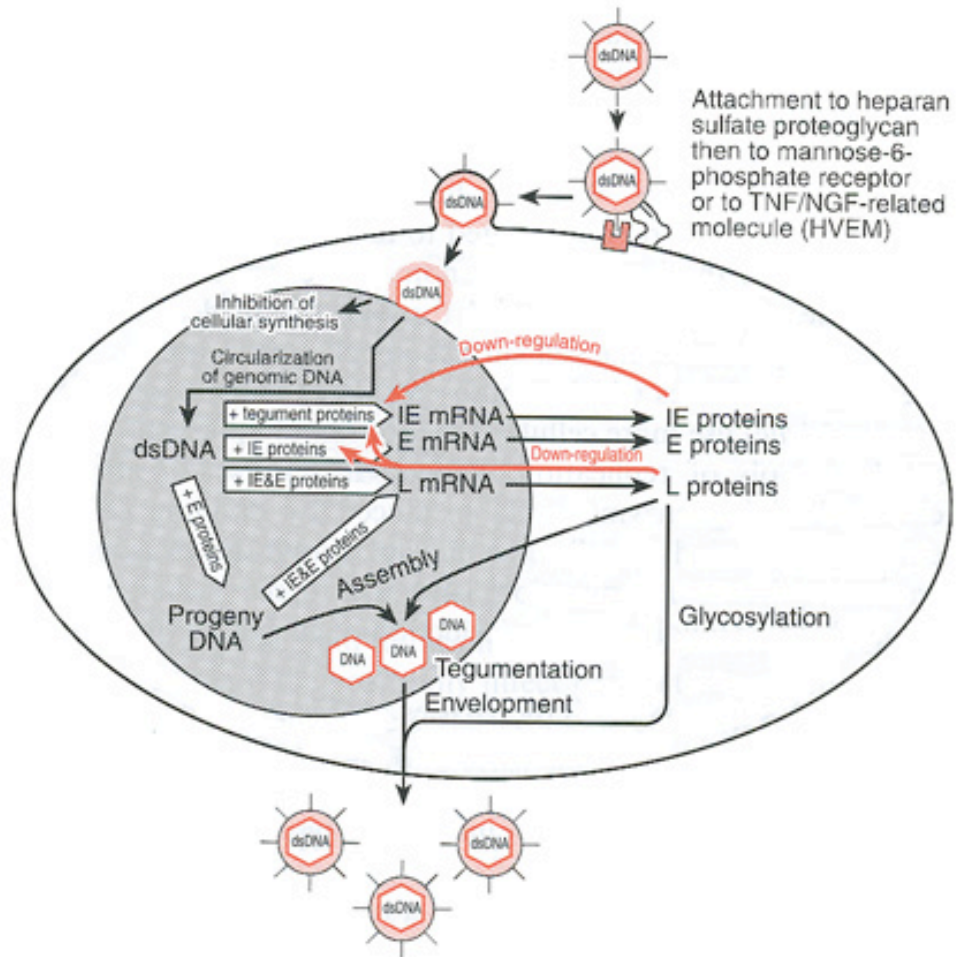 dsDNA
dsDNA
Attachment to heparan
sulfate proteoglycan
then to mannose-6-
phosphate receptor
or to TNF/NGF-related
molecule (HVEM)
dsDNA
dsDNA
Inhibition of
cellular synthesis
Circularization
of genomic DNA
Down-regulation
+ tegument proteins
IE mRNA
IE proteins
dsDNA
+ IE proteins
E mRNA
E proteins
Down-regulation
+ IE&E proteins
L mRNA
L proteins
+ E proteins
+ IE&E proteins
Assembly
Progeny
DNA
Glycosylation
DNA
DNA
DNA
Tegumentation
Envelopment
dsDNA
dsDNA
dsDNA